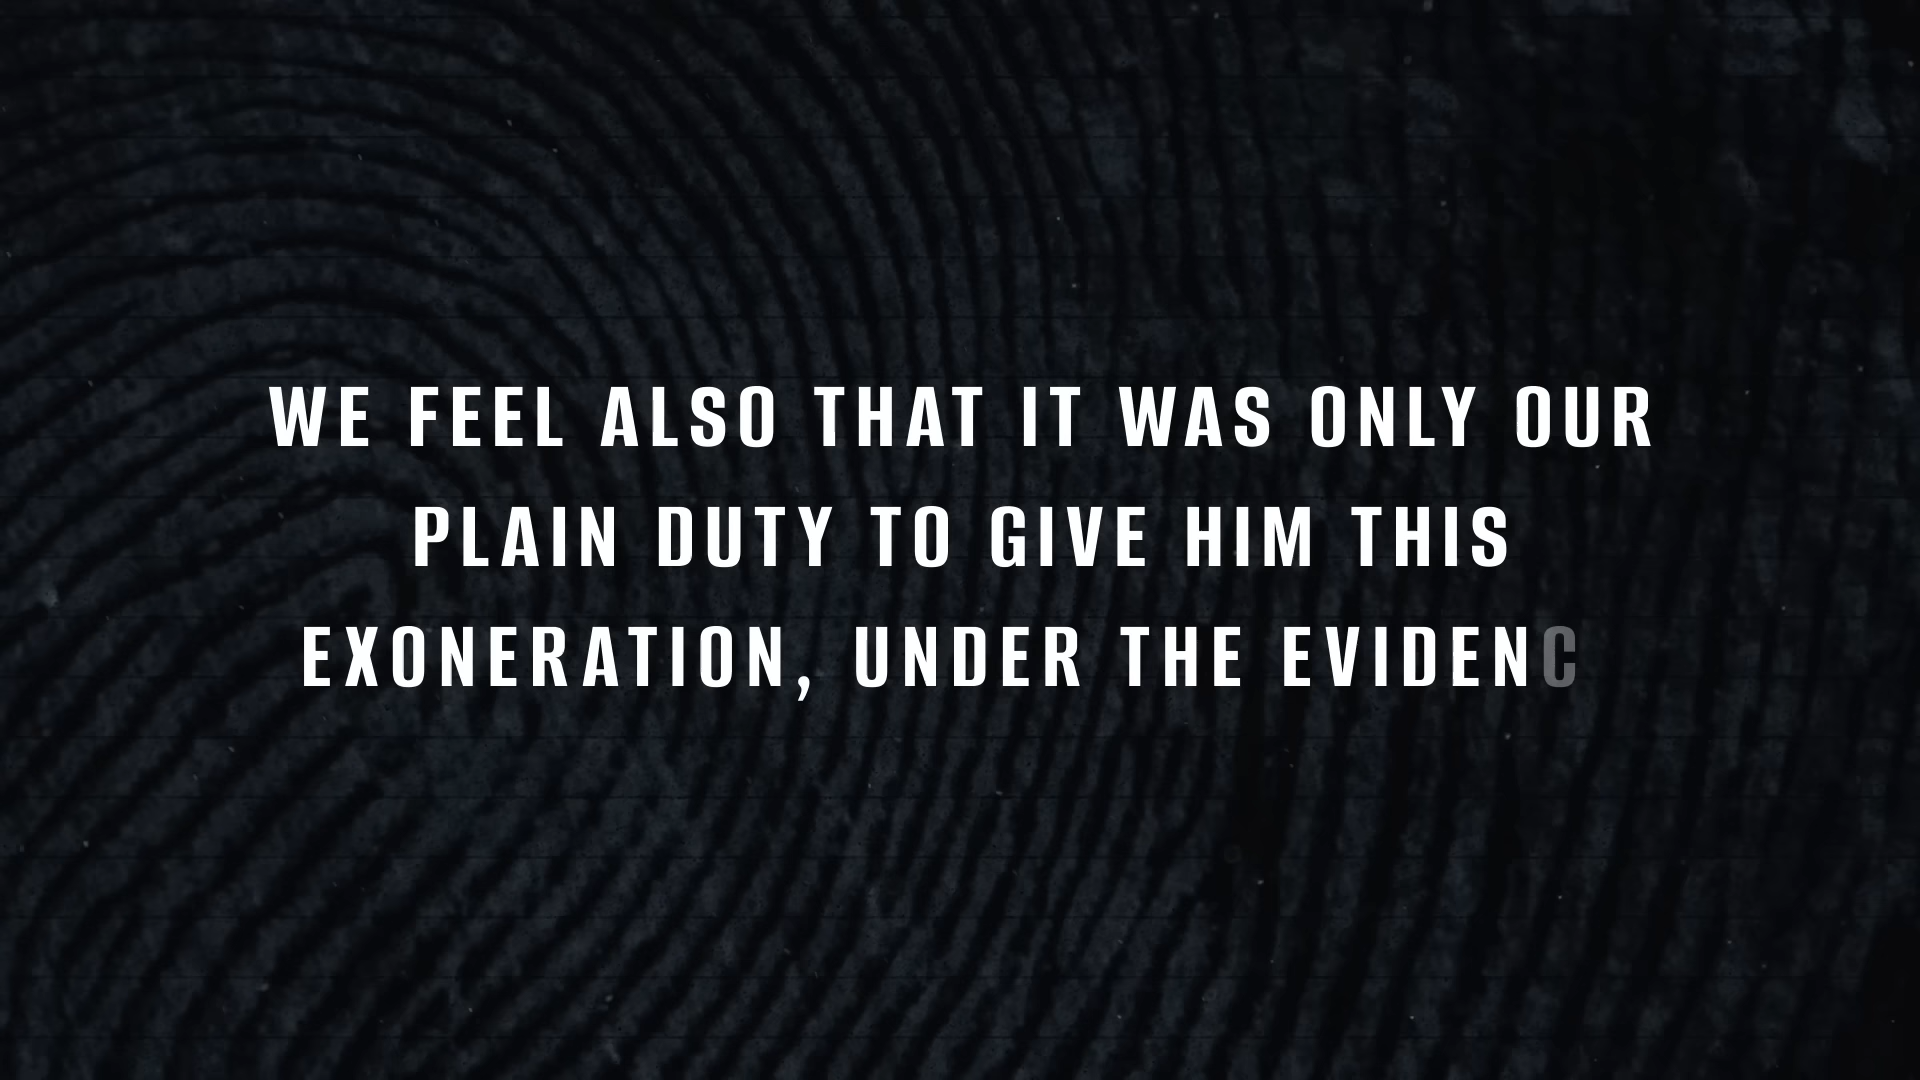 WE FEEL ALSO THAT IT WAS ONLY OUR
PLAIN DUTY TO GIVE HIM THIS
EXONERATION, UNDER THE EVIDENC